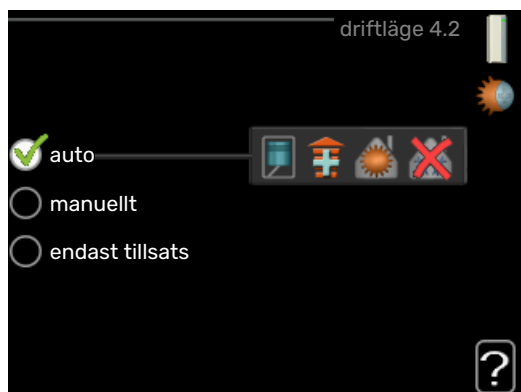 driftläge 4.2
auto
manuellt
endast tillsats
?